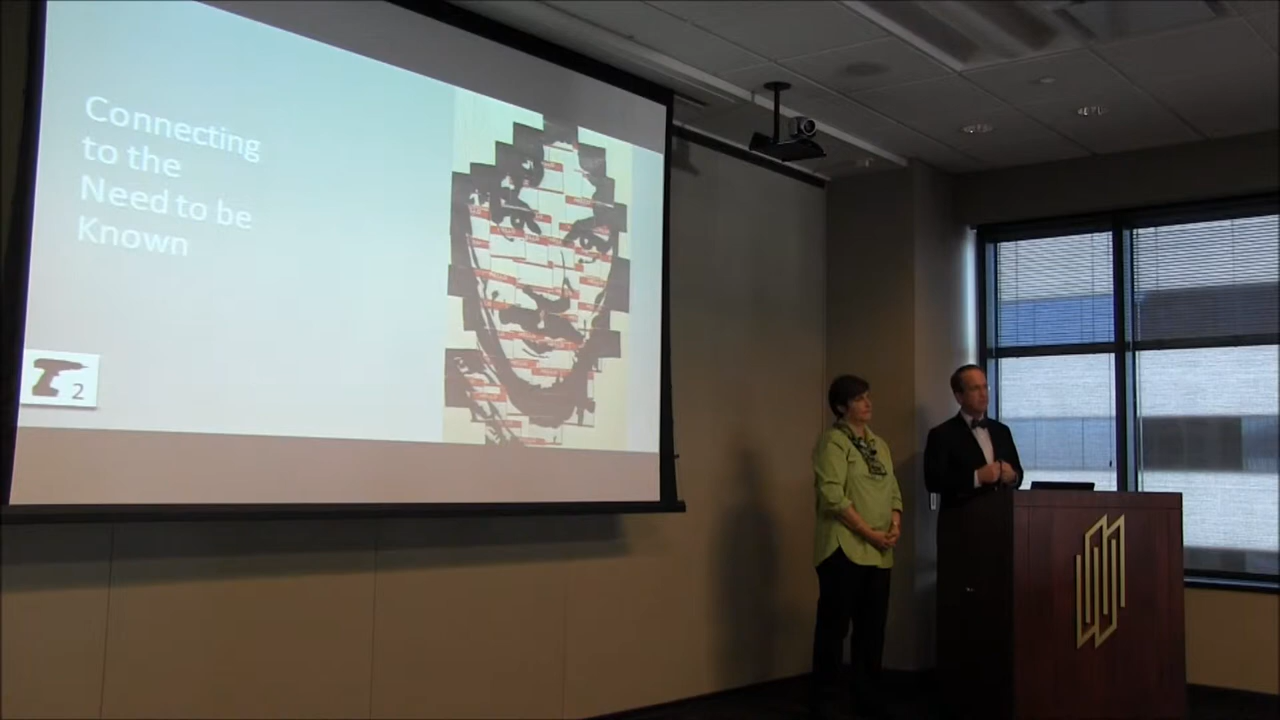 Connecting
to the
Need to be
Known
2